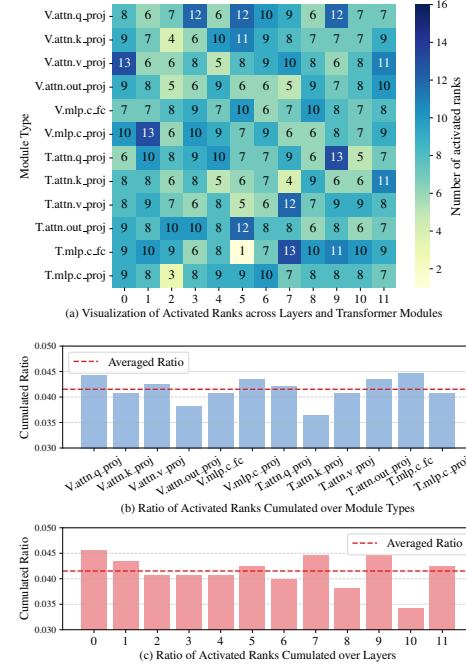 Module Type
V.attn.q_proj 8 6 7 12 6 12 10 9 6 12 7 7
V.attn.k_proj 9 7 4 6 10 11 8 8 7 7 7 9
V.attn.v_proj 13 6 6 8 5 8 9 10 6 8 8 11
V.attn.out_proj 9 8 5 6 9 6 6 5 9 7 8 10
V.mlp.c_fc 7 7 8 9 7 10 6 7 10 8 7 8
V.mlp.c_proj 10 13 6 10 9 7 9 6 6 8 7 9
T.attn.q_proj 6 10 8 9 10 7 7 9 6 13 5 7
T.attn.k_proj 8 8 6 8 5 6 7 4 9 6 6 11
T.attn.v_proj 7 6 6 8 5 6 12 7 9 9 8
T.attn.out_proj 9 8 10 10 8 12 8 8 6 6 7 8
T.mlp.c_fc 9 10 9 6 8 1 7 13 10 11 10 9
T.mlp.c_proj 9 8 3 8 9 9 10 7 8 8 8 7
0 1 2 3 4 5 6 7 8 9 10 11
16
14
12
10
8
6
4
2
Number of activated ranks
(a) Visualization of Activated Ranks across Layers and Transformer Modules
Cumulated Ratio
0.050
0.045
0.040
0.030
Averaged Ratio
V.attn.q_proj V.attn.k_proj V.attn.v_proj V.attn.out_proj V.mlp.c_fc V.mlp.c_proj T.attn.q_proj T.attn.k_proj T.attn.v_proj T.attn.out_proj T.mlp.c_fc T.mlp.c_proj
(b) Ratio of Activated Ranks Cumulated over Module Types
Cumulated Ratio
0.050
0.045
0.040
0.035
0.030
Averaged Ratio
0 1 2 3 4 5 6 7 8 9 10 11
(c) Ratio of Activated Ranks Cumulated over Layers